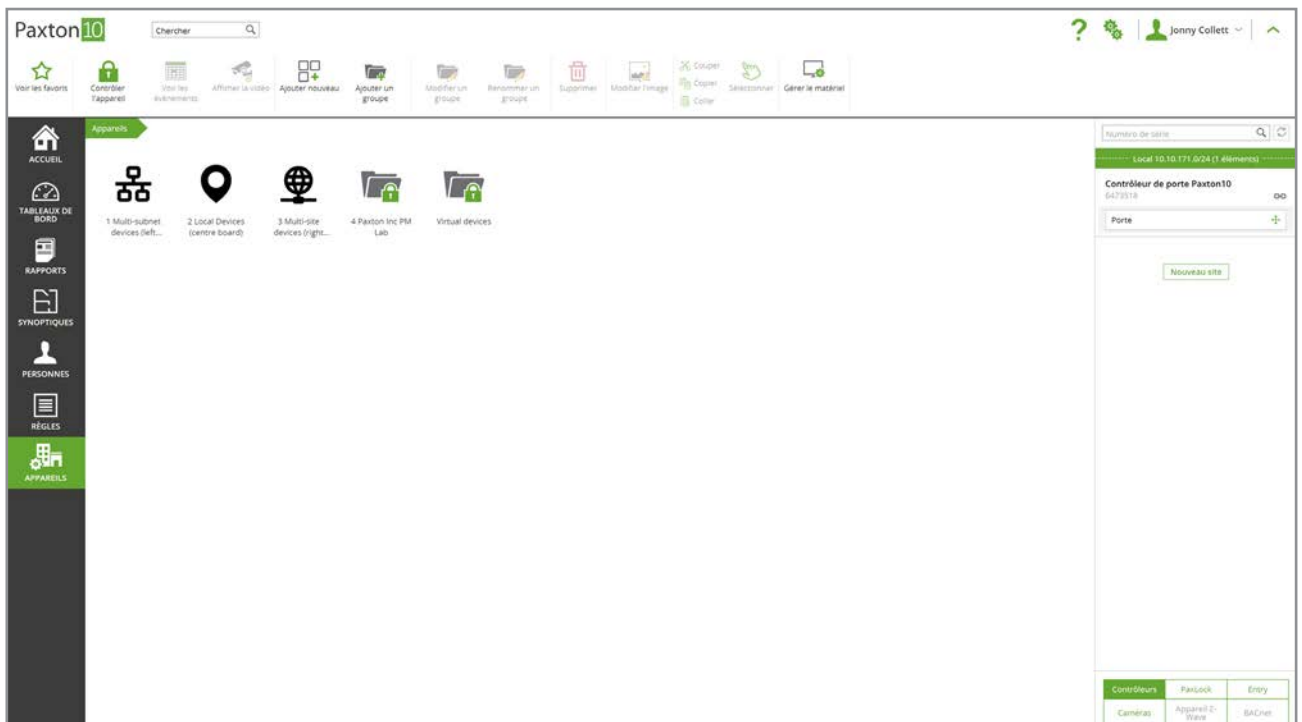 Paxton10
Chercher
Jonny Collett
Voir les favoris
Contrôler
l'appareil
Voir les
évènements
Afficher la vidéo
Ajouter nouveau
Ajouter un
groupe
Modifier un
groupe
Renommer un
groupe
Supprimer
Modifier l'image
Couper
Copier
Coller
Sélectionner
Gérer le matériel
ACCUEIL
TABLEAUX DE
BORD
RAPPORTS
SYNOPTIQUES
PERSONNES
RÈGLES
APPAREILS
Appareils
1 Multi-subnet
devices (left...
2 Local Devices
(centre board)
3 Multi-site
devices (right...
4 Paxton Inc PM
Lab
Virtual devices
Numéro de série
Local 10.10.171.0/24 (1 éléments)
Contrôleur de porte Paxton10
6473518
Porte
Nouveau site
Contrôleurs
PaxLock
Entry
Caméras
Appareil Z-
Wave
BACnet